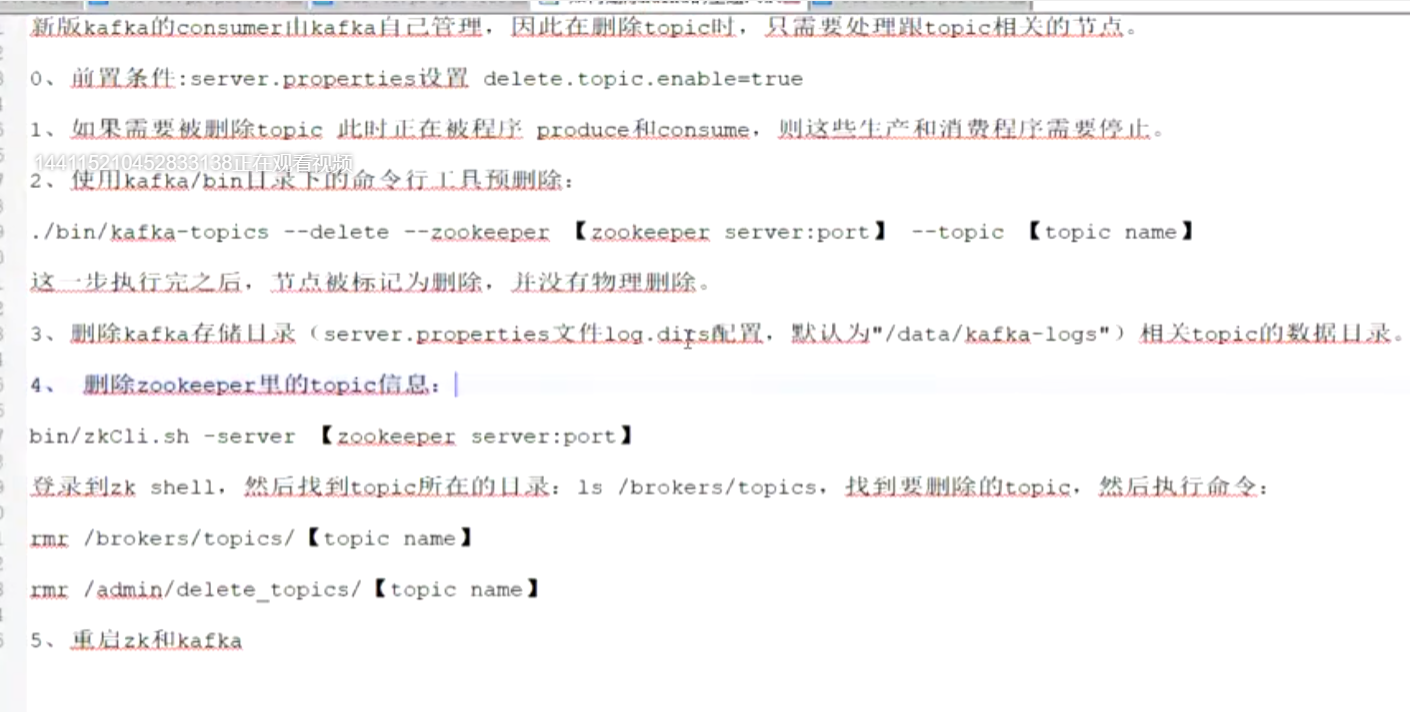 新版kafka的consumer由kafka自己管理，因此在删除topic时，只需要处理跟topic相关的节点。
0、前置条件:server.properties设置 delete.topic.enable=true
1、如果需要被删除topic 此时正在被程序 produce和consume，则这些生产和消费程序需要停止。
144115210452833138正在观看视频
2、使用kafka/bin目录下的命令行工具预删除：
./bin/kafka-topics --delete --zookeeper 【zookeeper server:port】 --topic 【topic name】
这一步执行完之后，节点被标记为删除，并没有物理删除。
3、删除kafka存储目录（server.properties文件log.dirs配置，默认为"/data/kafka-logs"）相关topic的数据目录。
4、 删除zookeeper里的topic信息：
bin/zkCli.sh -server 【zookeeper server:port】
登录到zk shell，然后找到topic所在的目录：ls /brokers/topics，找到要删除的topic，然后执行命令：
rmr /brokers/topics/【topic name】
rmr /admin/delete_topics/【topic name】
5、重启zk和kafka